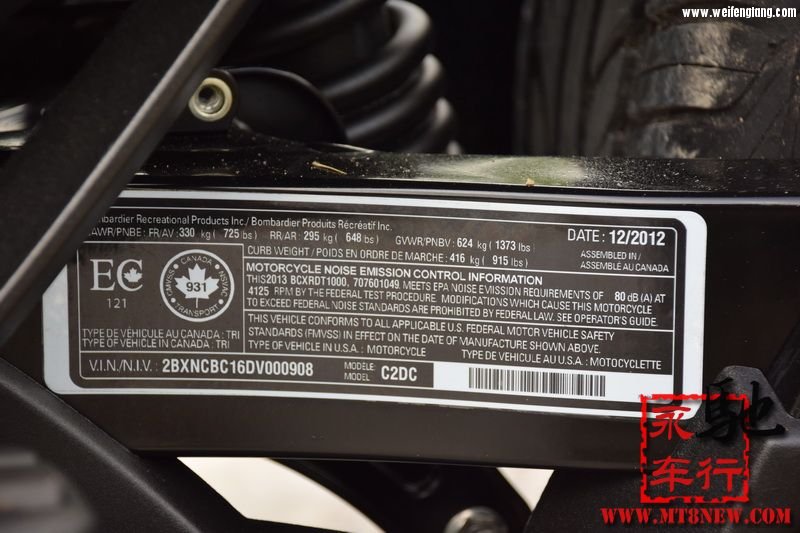 www.weifengtang.com
Bombardier Recreational Products Inc./ Bombardier Produits Récréatif Inc.
GAWR/PNBE: FR/AV: 330 kg ( 725 lbs) RR/AR: 295 kg ( 648 lbs) GVWR/PNBV: 624 kg ( 1373 lbs
DATE: 12/2012
CURB WEIGHT / POIDS EN ORDRE DE MARCHE: 416 kg ( 915 lbs)
ASSEMBLED IN /
ASSEMBLÉ AU CANADA
EC
121
CANADA
931
TRANSPORT
MOTORCYCLE NOISE EMISSION CONTROL INFORMATION
THIS 2013 BCXRDT1000. 707601049 MEETS EPA NOISE EMISSION REQUIREMENTS OF 80 dB (A) AT
4125 RPM BY THE FEDERAL TEST PROCEDURE. MODIFICATIONS WHICH CAUSE THIS MOTORCYCLE
TO EXCEED FEDERAL NOISE STANDARDS ARE PROHIBITED BY FEDERAL LAW. SEE OPERATOR'S GUIDE.
THIS VEHICLE CONFORMS TO ALL APPLICABLE U.S. FEDERAL MOTOR VEHICLE SAFETY
STANDARDS (FMVSS) IN EFFECT ON THE DATE OF MANUFACTURE SHOWN ABOVE.
TYPE DE VÉHICULE AU CANADA : TRI
TYPE OF VEHICLE IN CANADA : TRI
TYPE OF VEHICLE IN U.S.A. : MOTORCYCLE
TYPE DE VÉHICULE AU U.S.A. : MOTOCYCLETTE
V.I.N./N.I.V. : 2BXNCBC16DV000908
MODÈLE:
MODEL
C2DC
驰
车行
WWW.MT8NEW.COM